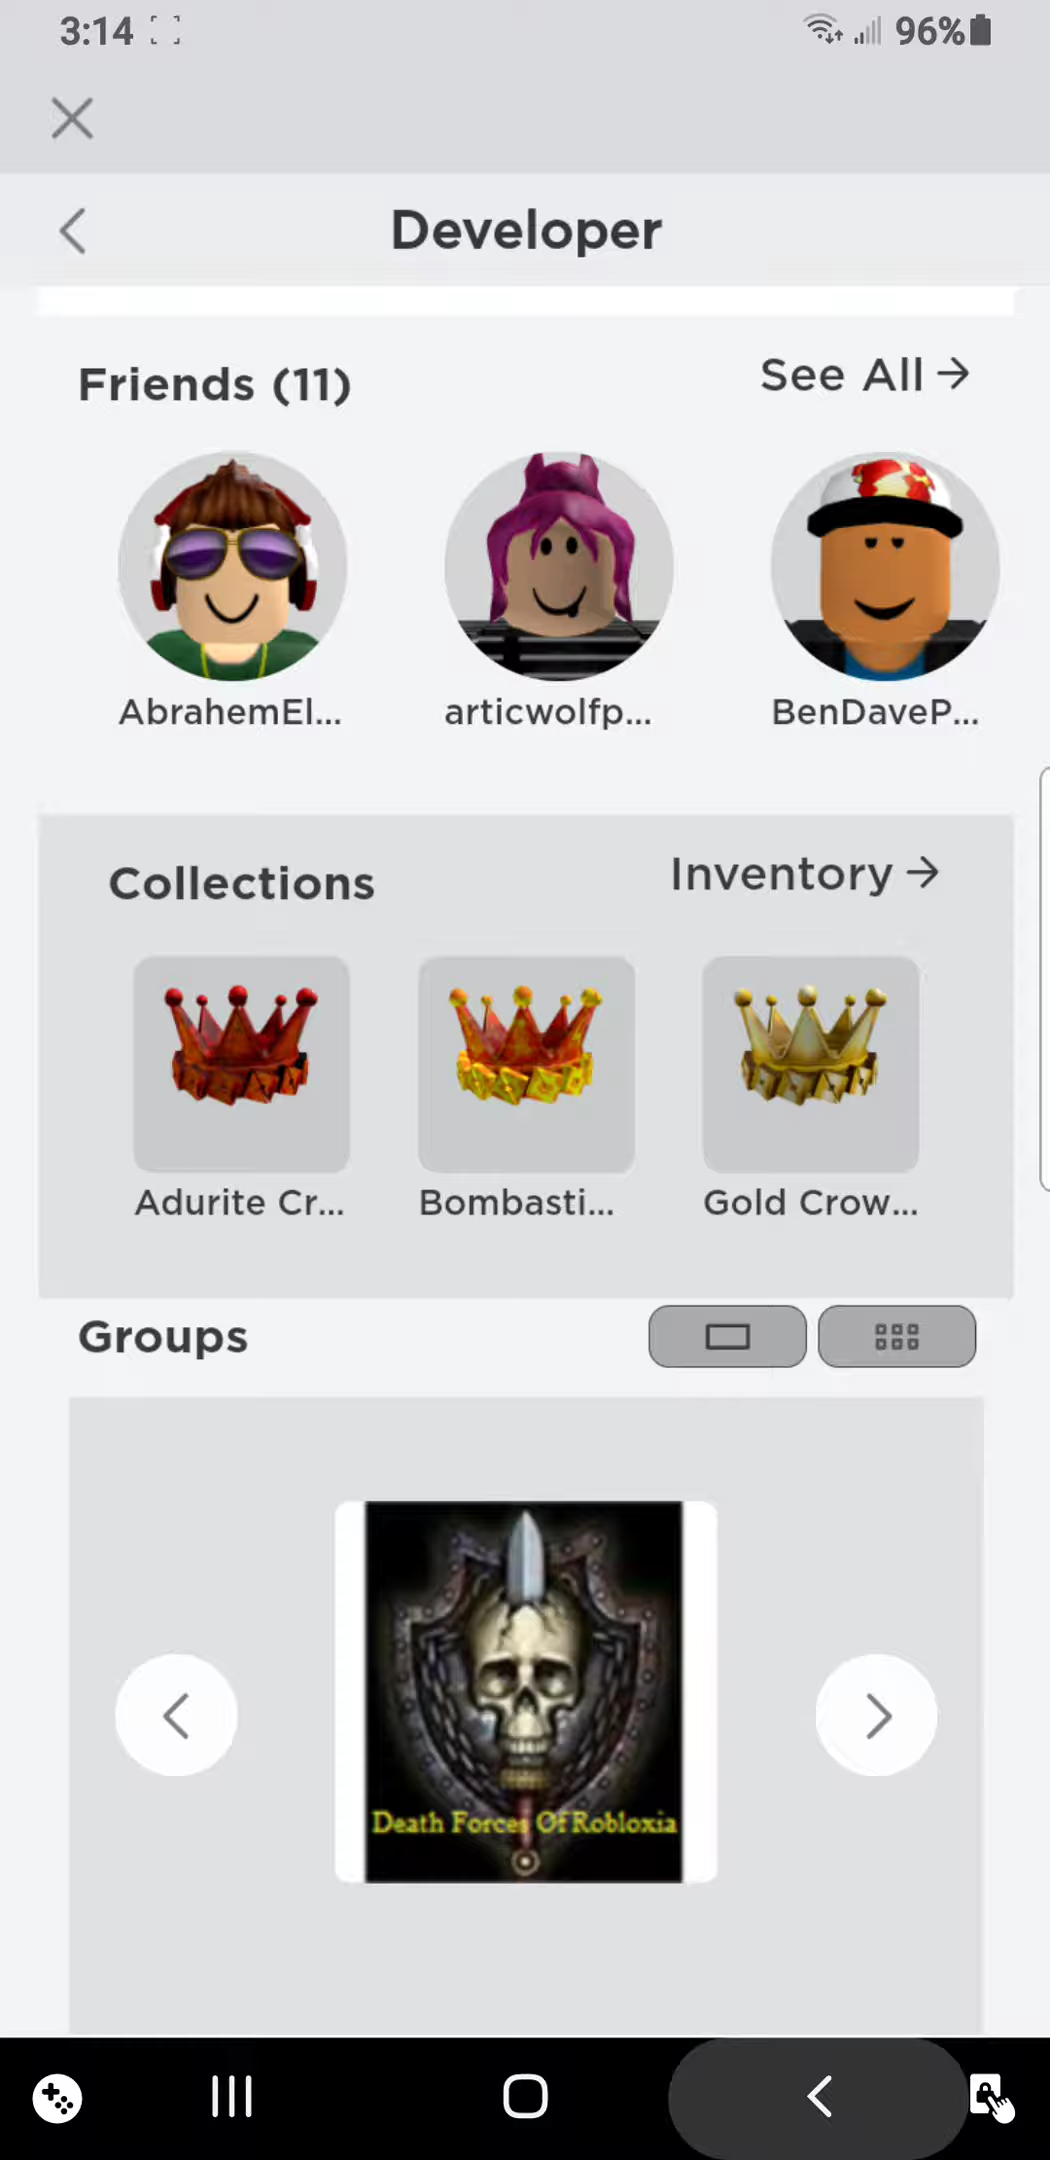 3:14
96%
Developer
Friends (11)
See All
AbrahemEl...
articwolfp...
BenDaveP...
Collections
Inventory
Adurite Cr...
Bombasti...
Gold Crow...
Groups
Death Forces Of Robloxia